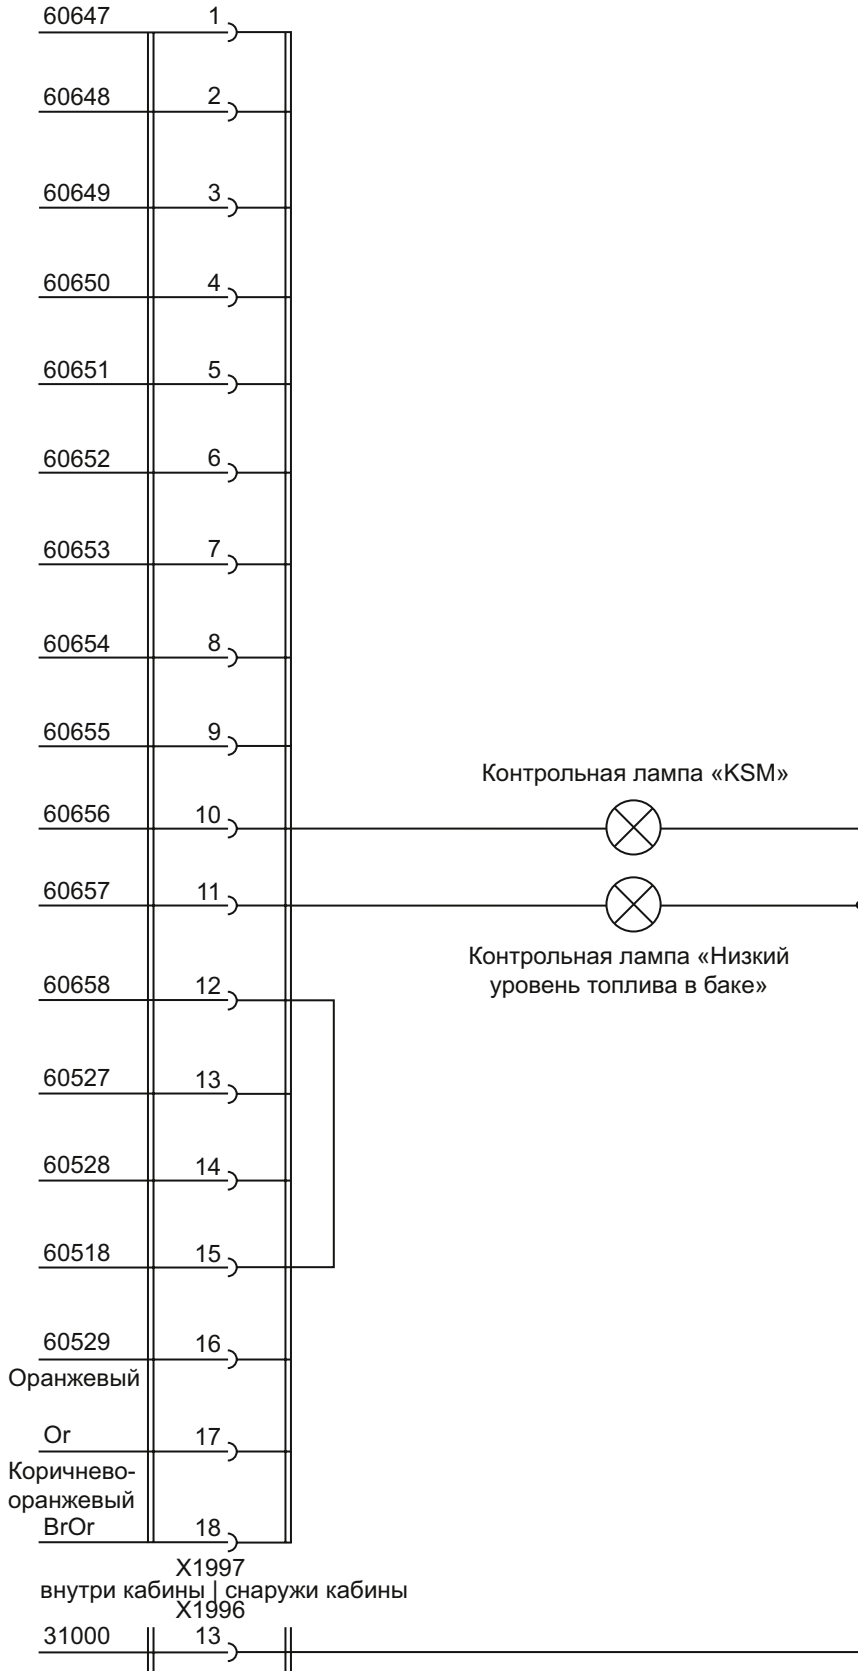 60647 1
60648 2
60649 3
60650 4
60651 5
60652 6
60653 7
60654 8
60655 9
Контрольная лампа «KSM»
60656 10
60657 11
Контрольная лампа «Низкий
уровень топлива в баке»
60658 12
60527 13
60528 14
60518 15
60529 16
Оранжевый
Or 17
Коричнево-
оранжевый
BrOr 18
X1997
внутри кабины | снаружи кабины
X1996
31000 13